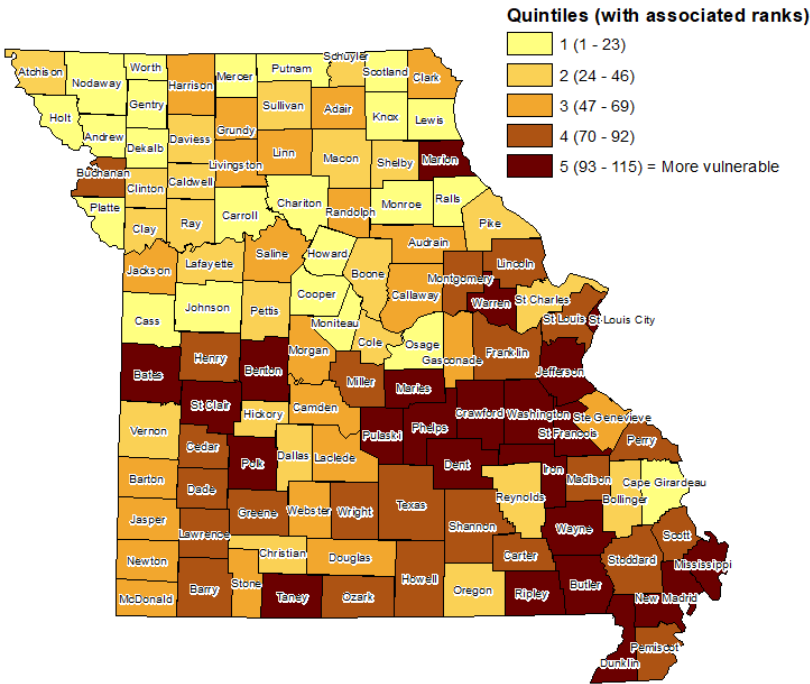 Quintiles (with associated ranks)
1 (1 - 23)
2 (24 - 46)
3 (47 - 69)
4 (70 - 92)
5 (93 - 115) = More vulnerable
Atchison
Nodaway
Worth
Harrison
Mercer
Putnam
Schuyler
Scotland
Clark
Holt
Gentry
Sullivan
Adair
Knox
Lewis
Andrew
Dekalb
Daviess
Grundy
Linn
Macon
Shelby
Marion
Buchanan
Clinton
Caldwell
Livingston
Platte
Clay
Ray
Carroll
Chariton
Randolph
Monroe
Ralls
Pike
Jackson
Lafayette
Saline
Howard
Boone
Audrain
Callaway
Montgomery
Lincoln
Warren
St Charles
St Louis
St Louis City
Cass
Johnson
Pettis
Cooper
Moniteau
Cole
Osage
Gasconade
Franklin
Jefferson
Bates
Henry
Benton
Morgan
Miller
Maries
St Clair
Hickory
Camden
Pulaski
Phelps
Crawford
Washington
Ste Genevieve
St Francois
Perry
Vernon
Cedar
Polk
Dallas
Laclede
Dent
Iron
Madison
Cape Girardeau
Bollinger
Reynolds
Barton
Dade
Greene
Webster
Wright
Texas
Shannon
Wayne
Jasper
Lawrence
Christian
Douglas
Carter
Stoddard
Scott
Mississippi
Newton
McDonald
Barry
Stone
Taney
Ozark
Howell
Oregon
Ripley
Butler
New Madrid
Pemiscot
Dunklin